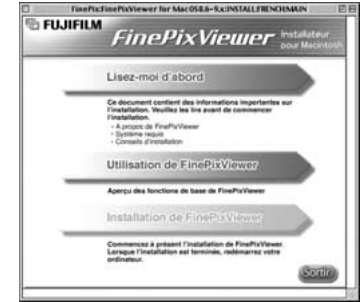 FinePix:FinePixViewer for Mac OS8.6-9.x:INSTALL:FRENCH:MAIN
FUJIFILM
FinePixViewer
Installateur
pour Macintosh
Lisez-moi d'abord
Ce document contient des informations importantes sur
l'installation. Veuillez les lire avant de commencer
l'installation.
- A propos de FinePixViewer
- Système requis
- Conseils d'installation
Utilisation de FinePixViewer
Aperçu des fonctions de base de FinePixViewer
Installation de FinePixViewer
Commencez à présent l'installation de FinePixViewer.
Lorsque l'installation est terminée, redémarrez votre
ordinateur.
Sortir